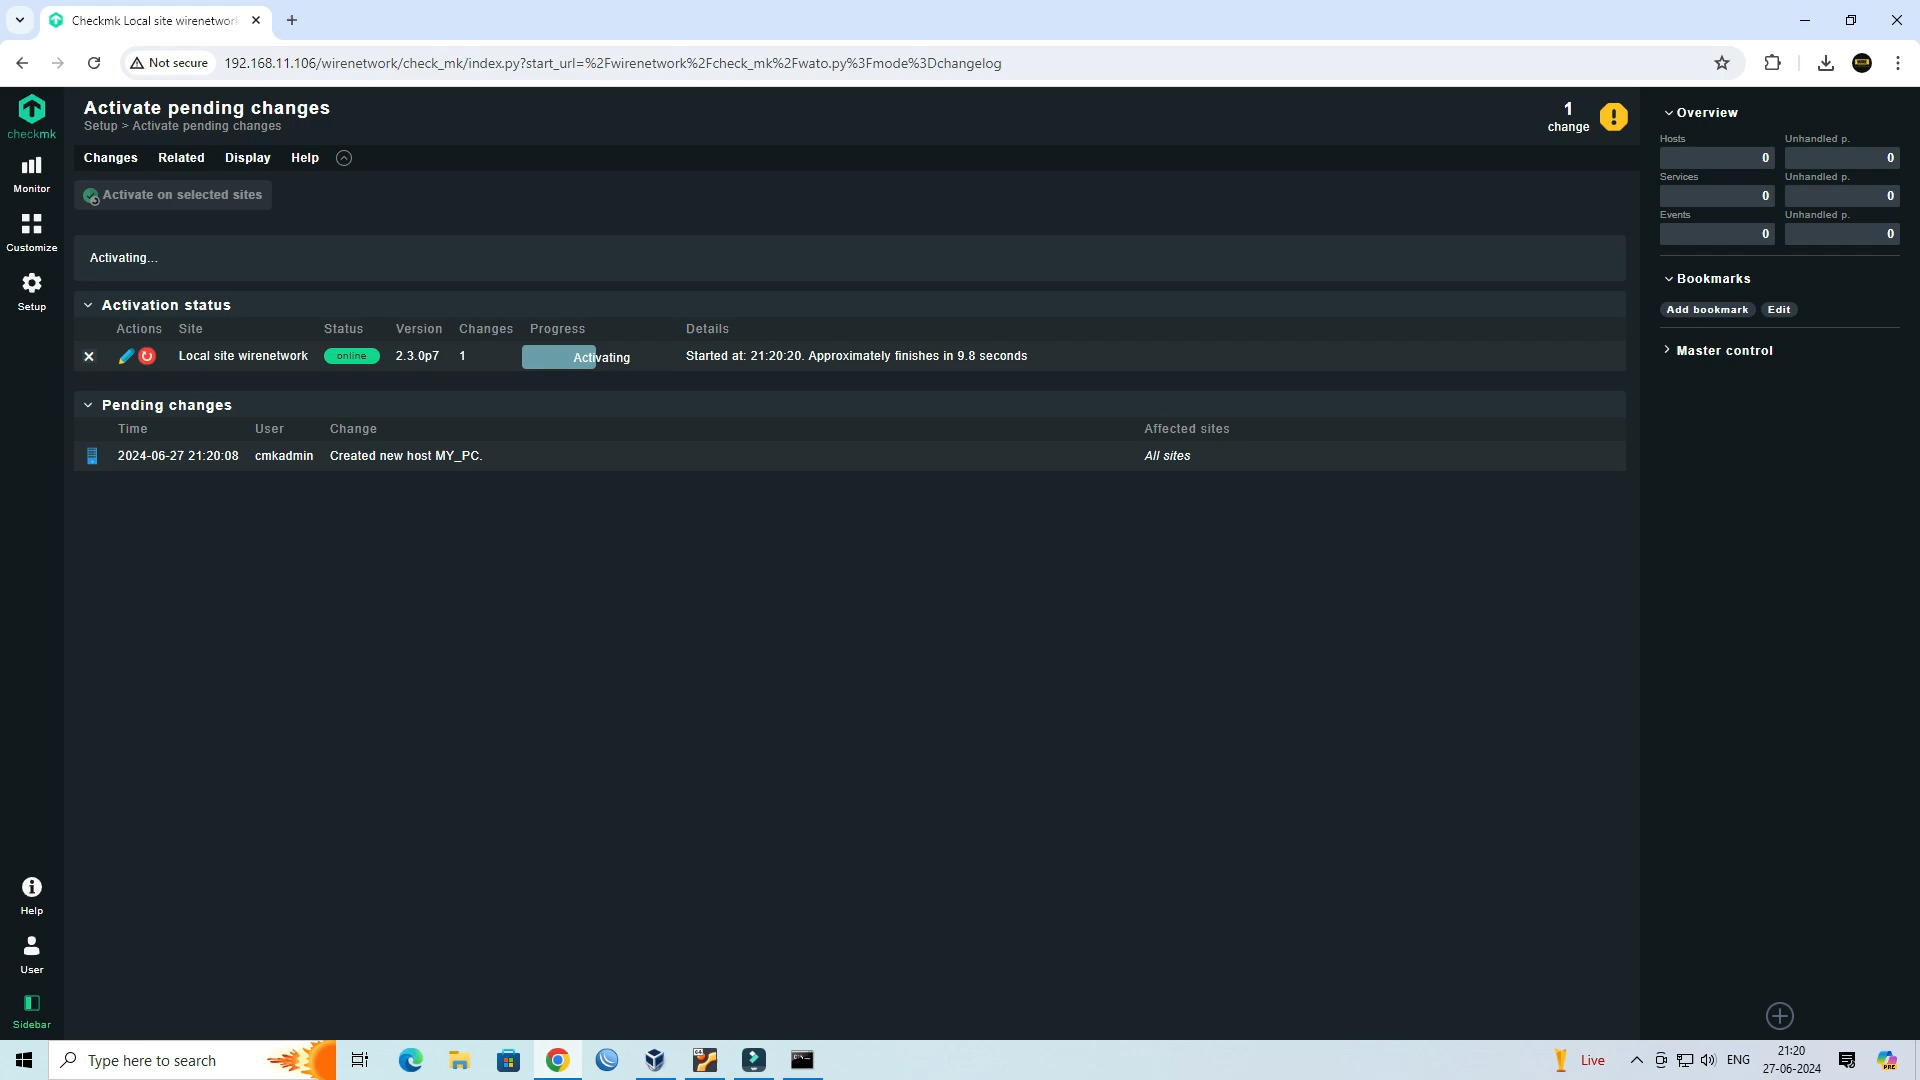 Checkmk Local site wirenetwor
Not secure
192.168.11.106/wirenetwork/check_mk/index.py?start_url=%2Fwirenetwork%2Fcheck_mk%2Fwato.py%3Fmode%3Dchangelog
checkmk
Monitor
Customize
Setup
Help
User
Sidebar
Activate pending changes
Setup > Activate pending changes
1
change
Changes Related Display Help
Activate on selected sites
Activating...
Activation status
Actions Site Status Version Changes Progress Details
Local site wirenetwork online 2.3.0p7 1 Activating Started at: 21:20:20. Approximately finishes in 9.8 seconds
Pending changes
Time User Change Affected sites
2024-06-27 21:20:08 cmkadmin Created new host MY_PC. All sites
Overview
Hosts Unhandled p.
0 0
Services Unhandled p.
0 0
Events Unhandled p.
0 0
Bookmarks
Add bookmark Edit
Master control
Type here to search
Live
ENG
21:20
27-06-2024
PRE